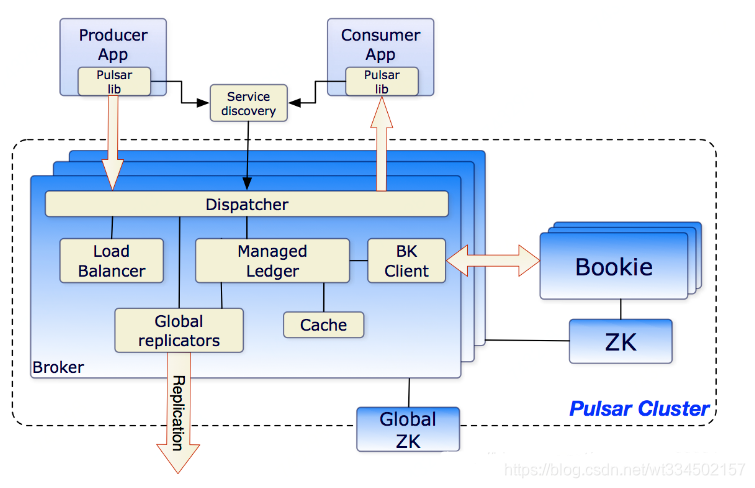 Producer
App
Pulsar
lib
Consumer
App
Pulsar
lib
Service
discovery
Dispatcher
Load
Balancer
Managed
Ledger
BK
Client
Bookie
Global
replicators
Cache
ZK
Broker
Replication
Pulsar Cluster
Global
ZK
https://blog.csdn.net/wt334502157